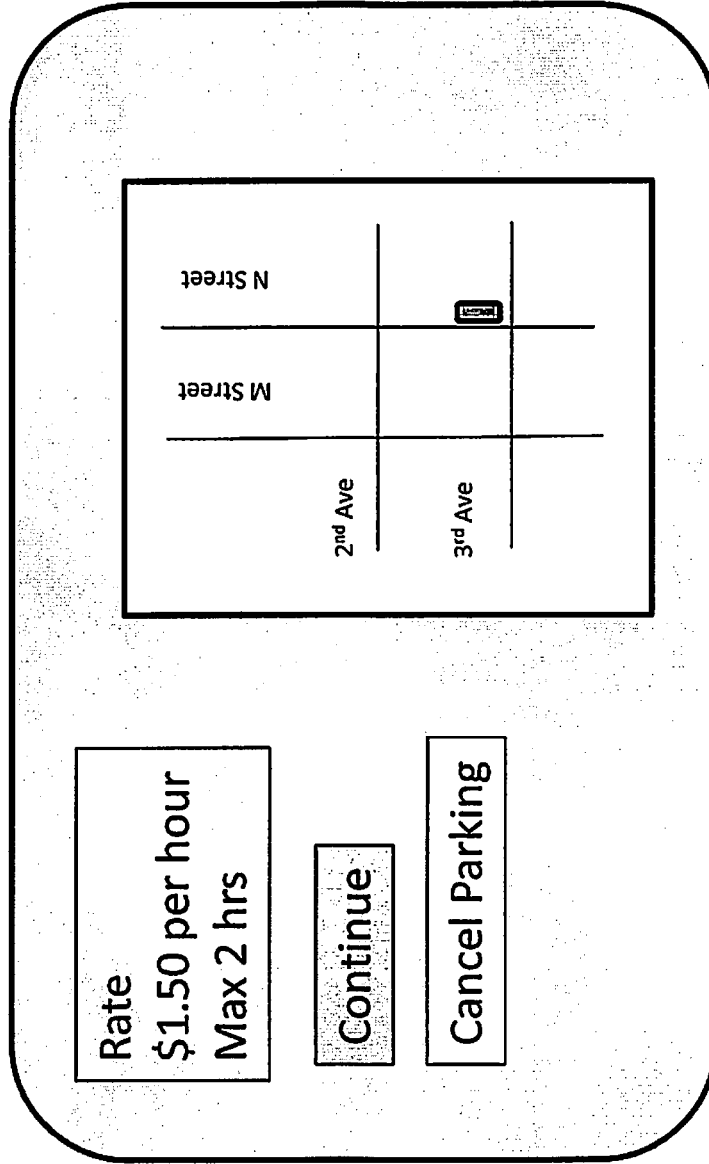 Rate
$1.50 per hour
Max 2 hrs
Continue
Cancel Parking
M Street
N Street
2nd Ave
3rd Ave